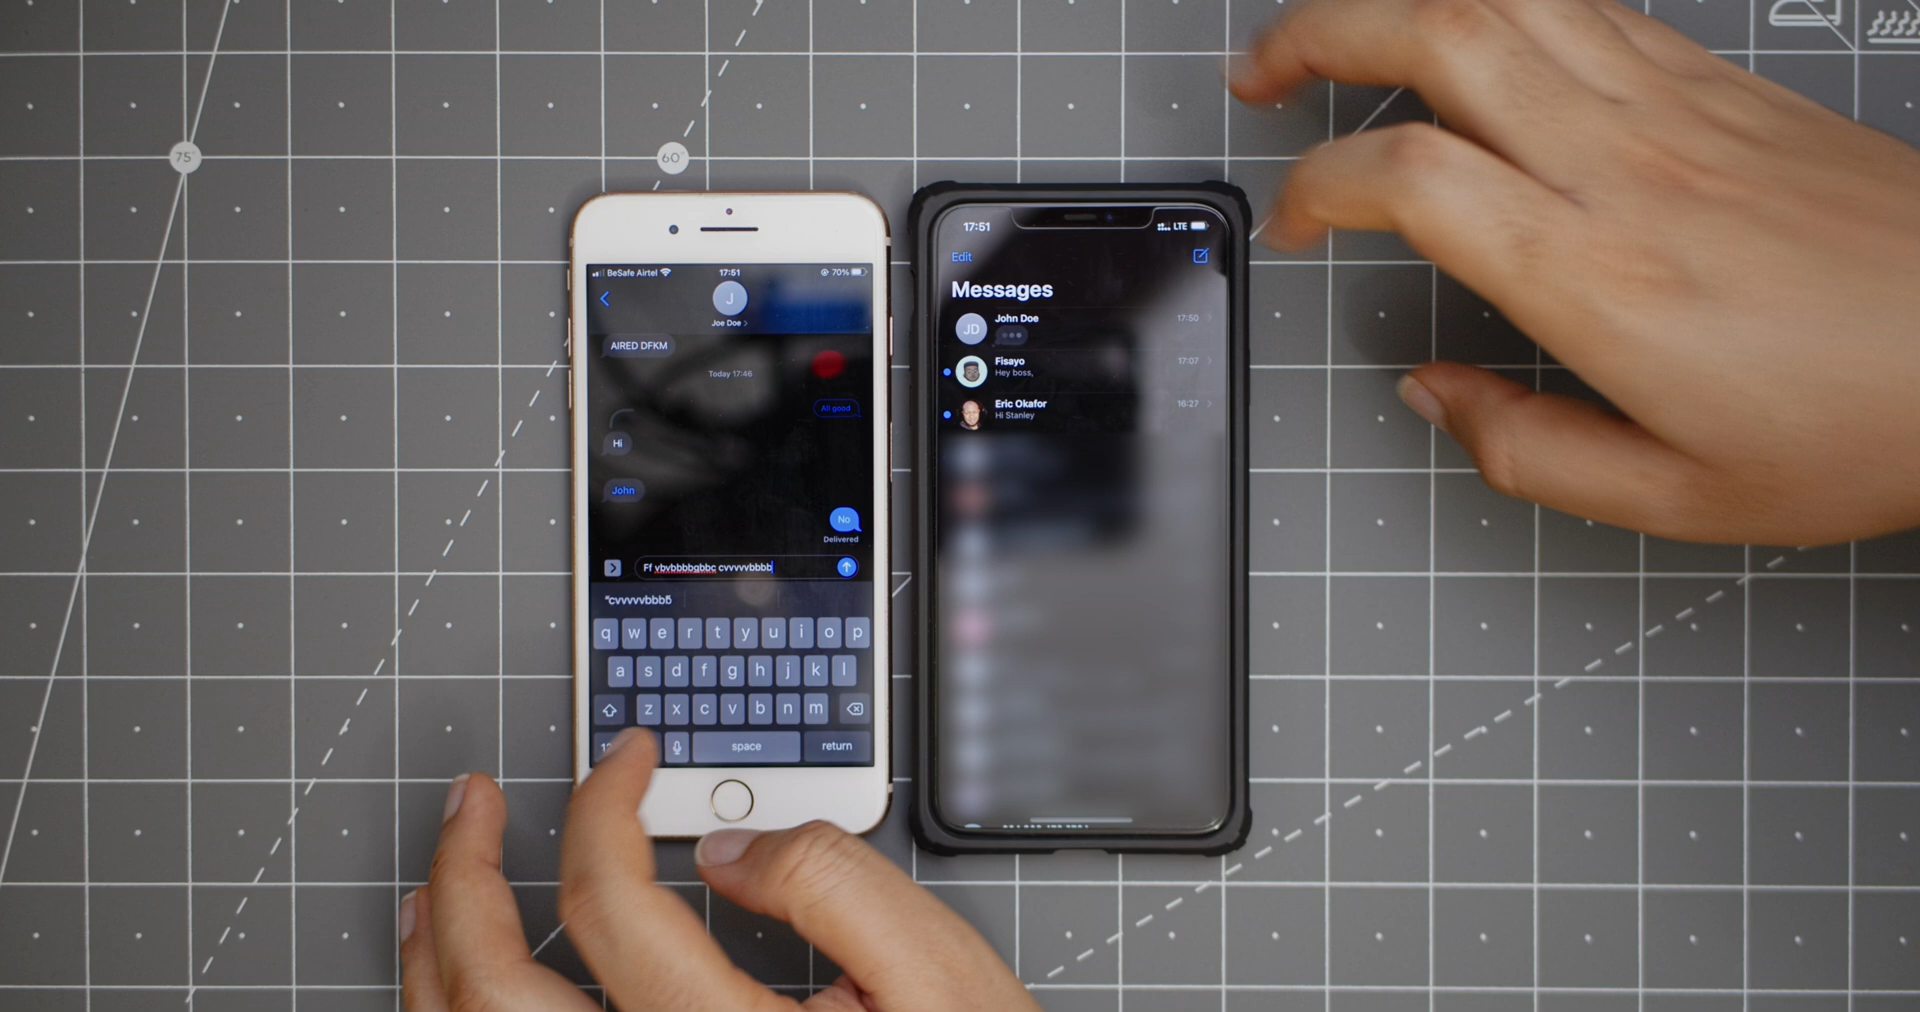 75°
60°
BeSafe Airtel
17:51
70%
J
Joe Doe
AIRED DFKM
Today 17:46
All good
Hi
John
No
Delivered
Ff vbvbbbbgbbc cvvvvvbbbb
“cvvvvvbbbb”
q w e r t y u i o p
a s d f g h j k l
z x c v b n m
space
return
17:51
LTE
Edit
Messages
JD
John Doe
17:50
Fisayo
17:07
Hey boss,
Eric Okafor
16:27
Hi Stanley